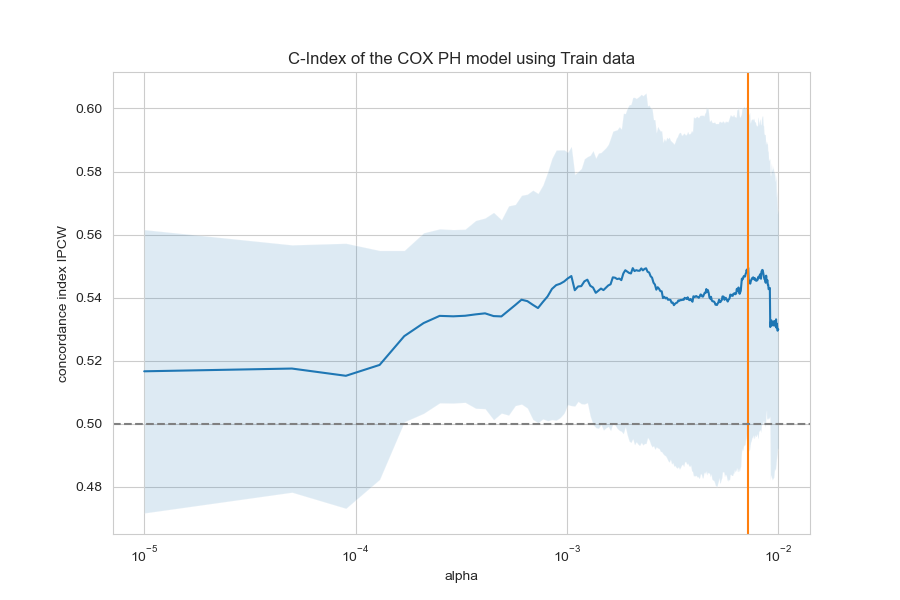 C-Index of the COX PH model using Train data
concordance index IPCW
0.60
0.58
0.56
0.54
0.52
0.50
0.48
10⁻⁵ 10⁻⁴ 10⁻³ 10⁻²
alpha